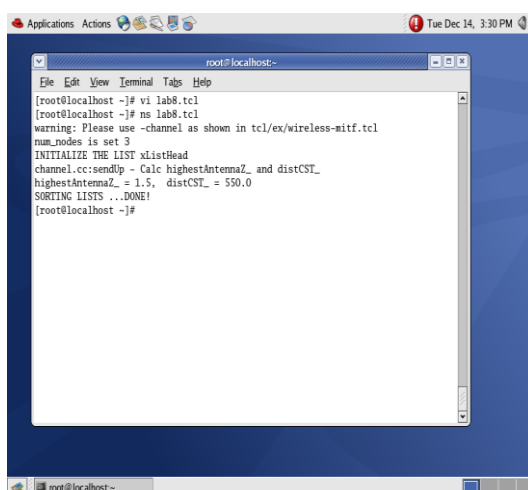 Applications Actions Tue Dec 14, 3:30 PM
root@localhost:~
File Edit View Terminal Tabs Help
[root@localhost ~]# vi lab8.tcl
[root@localhost ~]# ns lab8.tcl
warning: Please use -channel as shown in tcl/ex/wireless-mitf.tcl
num_nodes is set 3
INITIALIZE THE LIST xListHead
channel.cc:sendUp - Calc highestAntennaZ_ and distCST_
highestAntennaZ_ = 1.5,  distCST_ = 550.0
SORTING LISTS ...DONE!
[root@localhost ~]#
root@localhost:~